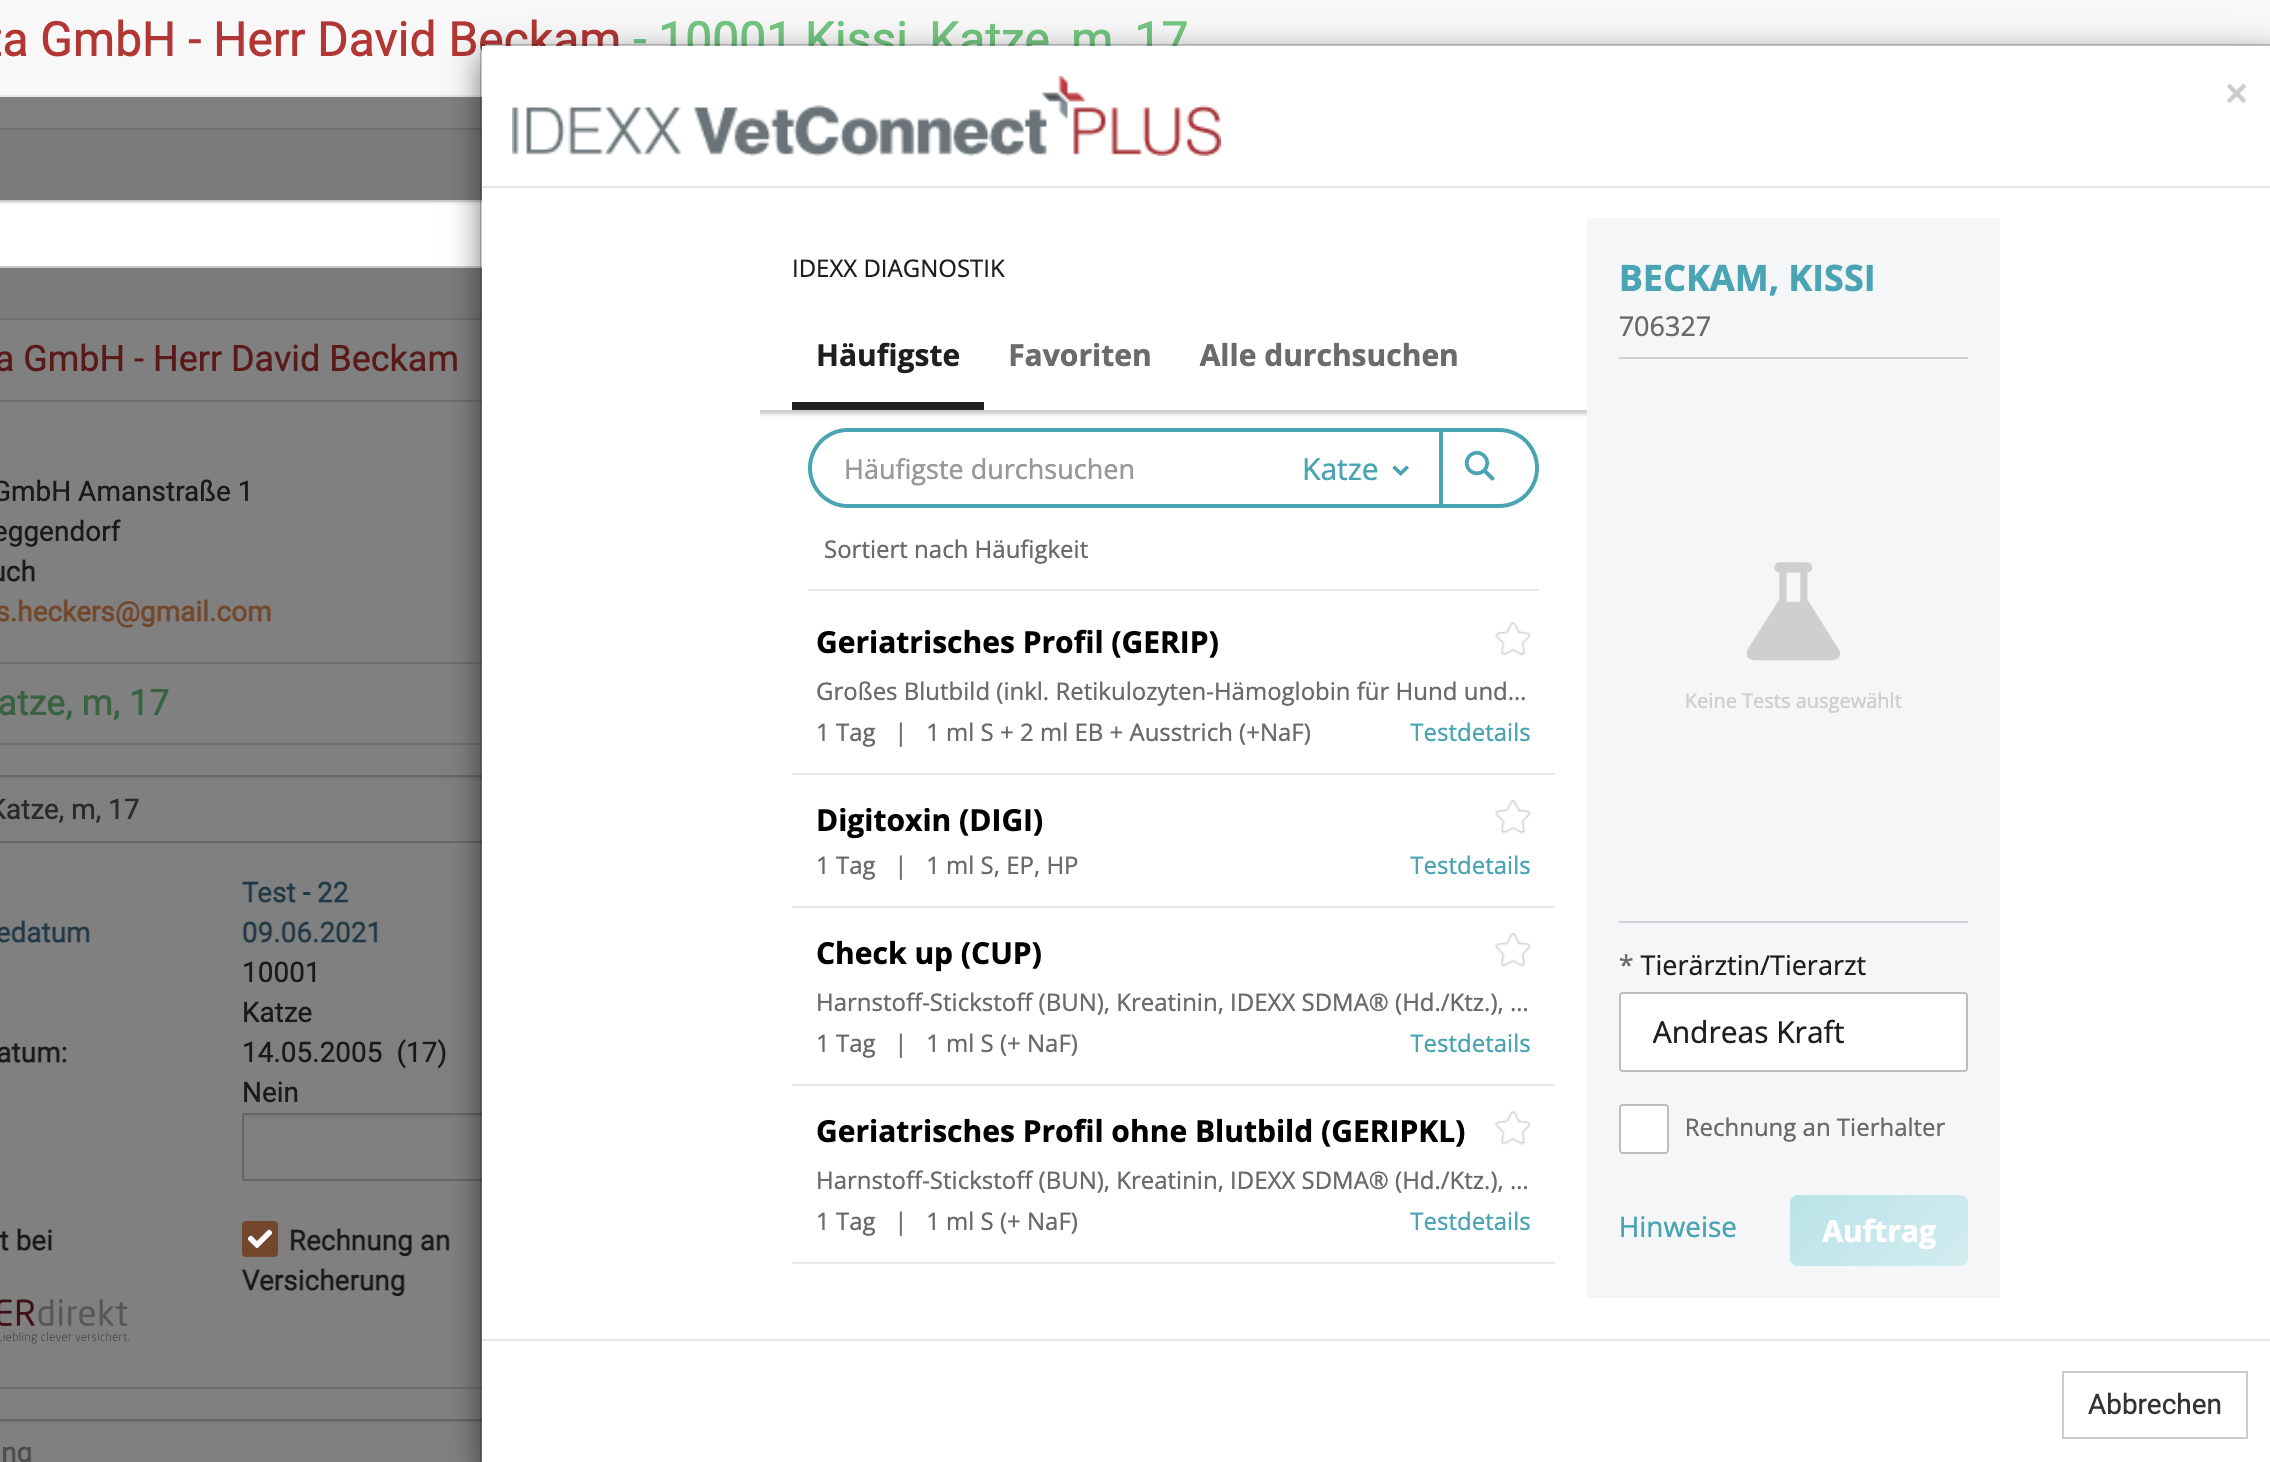 ta GmbH - Herr David Beckam - 10001 Kissi, Katze, m, 17
a GmbH - Herr David Beckam
GmbH Amanstraße 1
eggendorf
uch
s.heckers@gmail.com
atze, m, 17
Katze, m, 17
Test - 22
edatum 09.06.2021
10001
Katze
atum: 14.05.2005 (17)
Nein
t bei Rechnung an
Versicherung
ERdirekt
Liebling clever versichert.
ng
IDEXX VetConnect PLUS
×
IDEXX DIAGNOSTIK
Häufigste Favoriten Alle durchsuchen
Häufigste durchsuchen Katze
Sortiert nach Häufigkeit
Geriatrisches Profil (GERIP)
Großes Blutbild (inkl. Retikulozyten-Hämoglobin für Hund und...
1 Tag | 1 ml S + 2 ml EB + Ausstrich (+NaF) Testdetails
Digitoxin (DIGI)
1 Tag | 1 ml S, EP, HP Testdetails
Check up (CUP)
Harnstoff-Stickstoff (BUN), Kreatinin, IDEXX SDMA® (Hd./Ktz.), ...
1 Tag | 1 ml S (+ NaF) Testdetails
Geriatrisches Profil ohne Blutbild (GERIPKL)
Harnstoff-Stickstoff (BUN), Kreatinin, IDEXX SDMA® (Hd./Ktz.), ...
1 Tag | 1 ml S (+ NaF) Testdetails
BECKAM, KISSI
706327
Keine Tests ausgewählt
* Tierärztin/Tierarzt
Andreas Kraft
Rechnung an Tierhalter
Hinweise Auftrag
Abbrechen